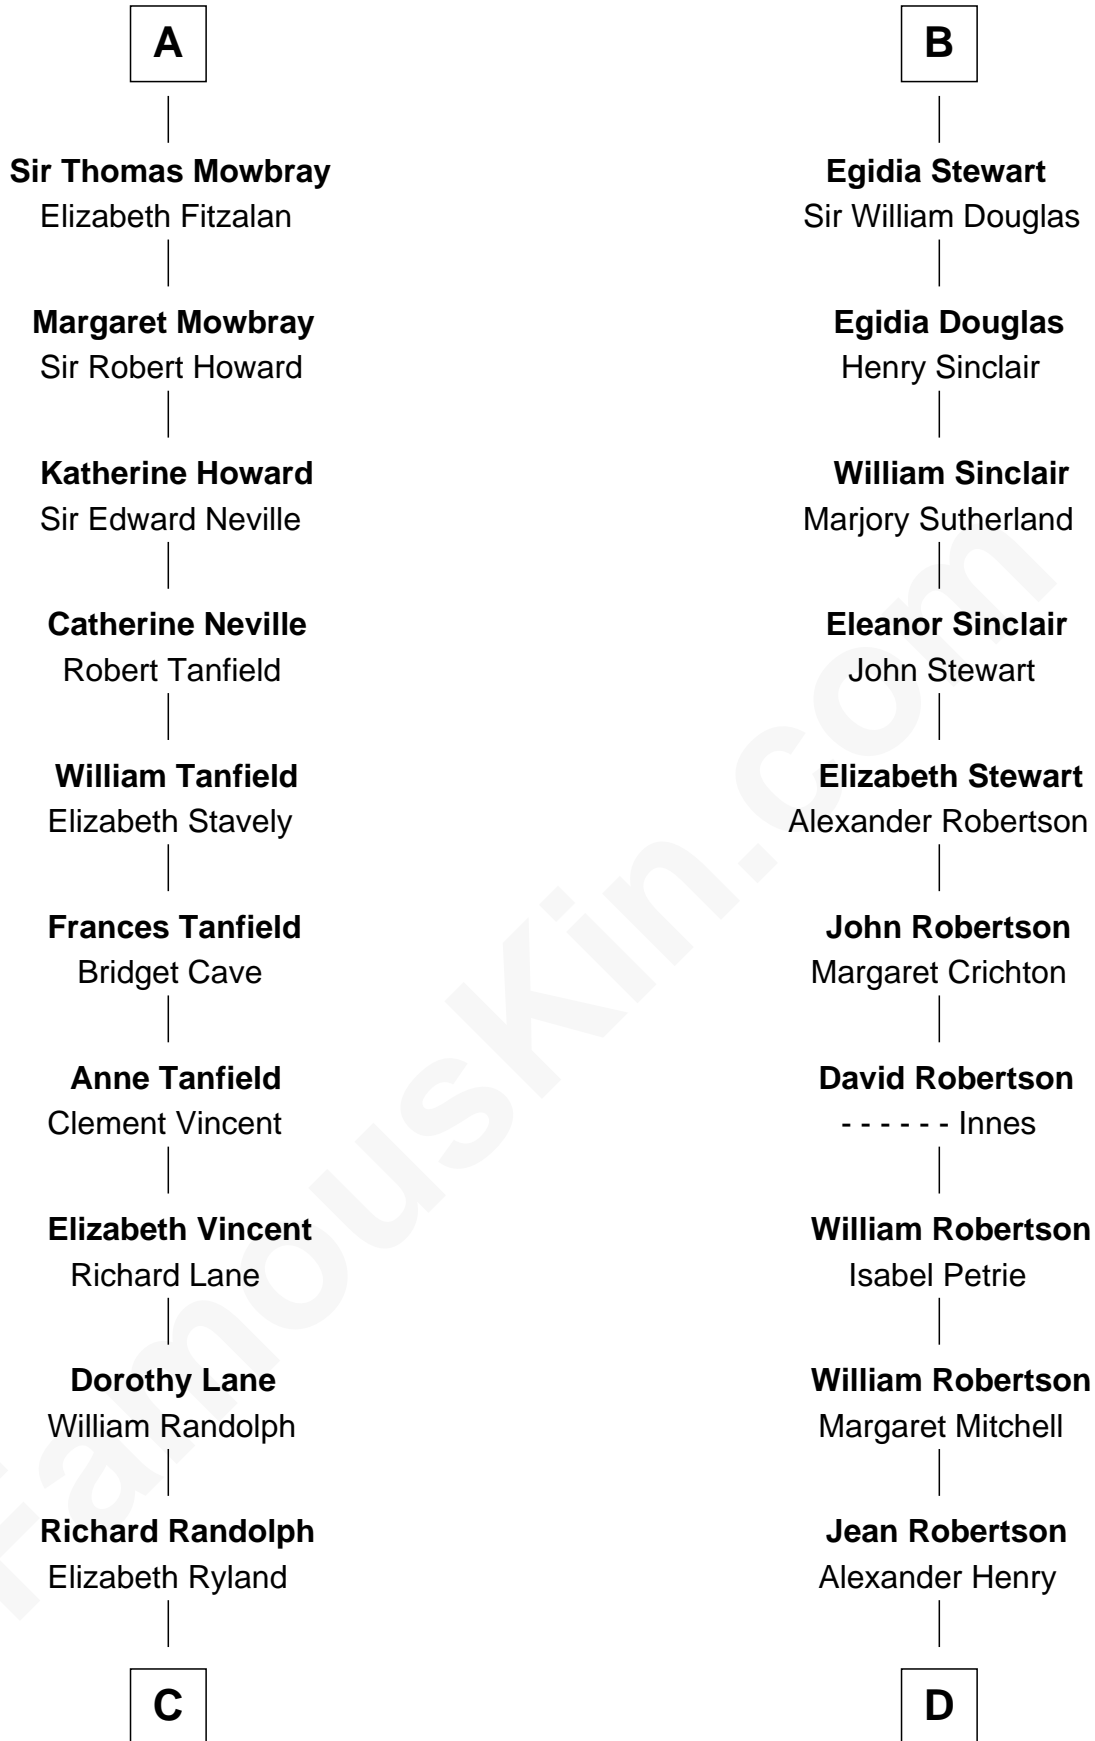 A
Sir Thomas Mowbray
Elizabeth Fitzalan
Margaret Mowbray
Sir Robert Howard
Katherine Howard
Sir Edward Neville
Catherine Neville
Robert Tanfield
William Tanfield
Elizabeth Stavely
Frances Tanfield
Bridget Cave
Anne Tanfield
Clement Vincent
Elizabeth Vincent
Richard Lane
Dorothy Lane
William Randolph
Richard Randolph
Elizabeth Ryland
C
B
Egidia Stewart
Sir William Douglas
Egidia Douglas
Henry Sinclair
William Sinclair
Marjory Sutherland
Eleanor Sinclair
John Stewart
Elizabeth Stewart
Alexander Robertson
John Robertson
Margaret Crichton
David Robertson
- - - - - - Innes
William Robertson
Isabel Petrie
William Robertson
Margaret Mitchell
Jean Robertson
Alexander Henry
D
FamousKin.com